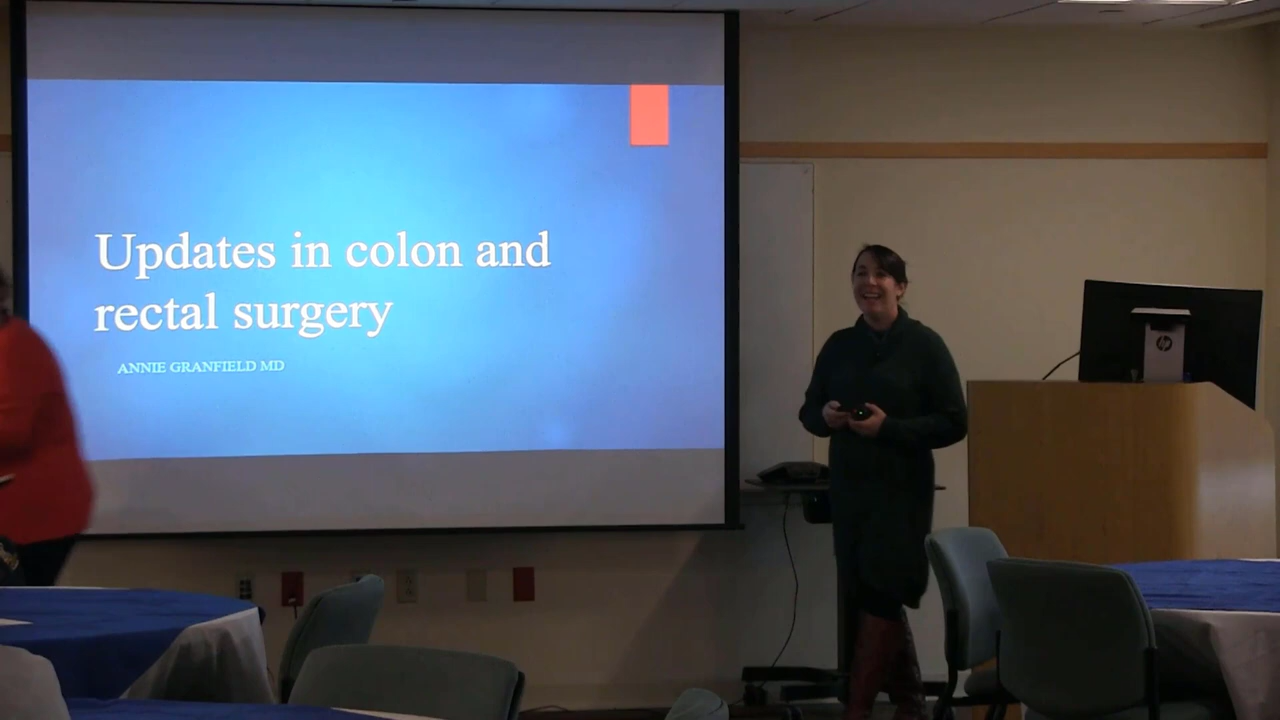 Updates in colon and
rectal surgery
ANNIE GRANFIELD MD
hp